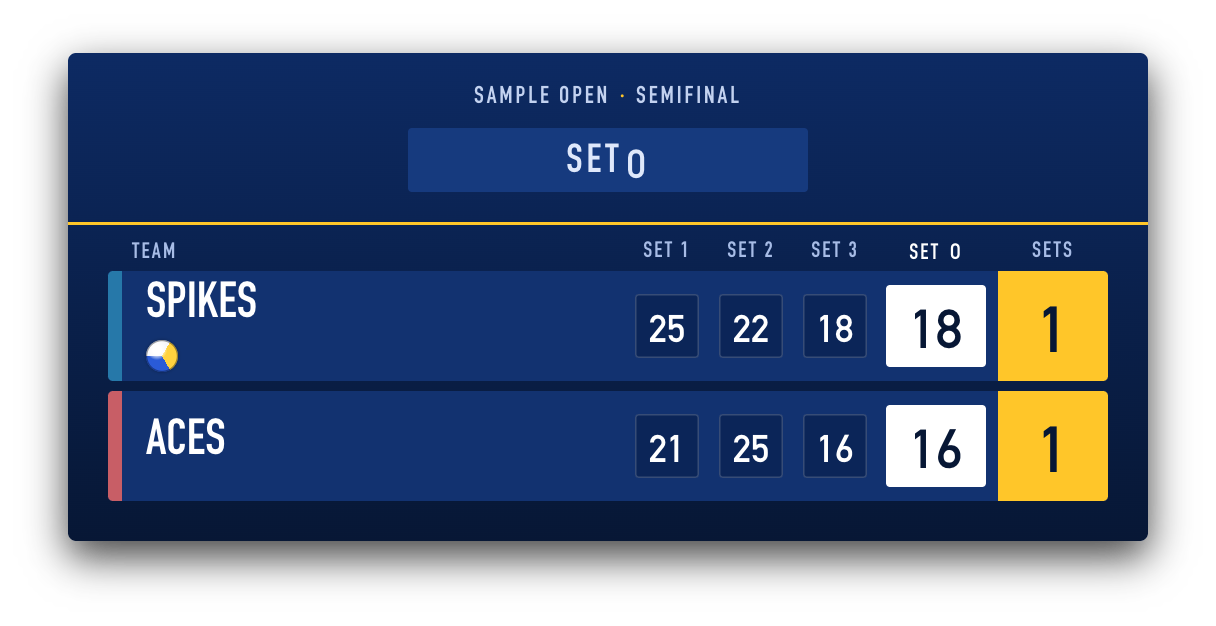 SAMPLE OPEN · SEMIFINAL
SET 0
TEAM SET 1 SET 2 SET 3 SET 0 SETS
SPIKES 25 22 18 18 1
ACES 21 25 16 16 1